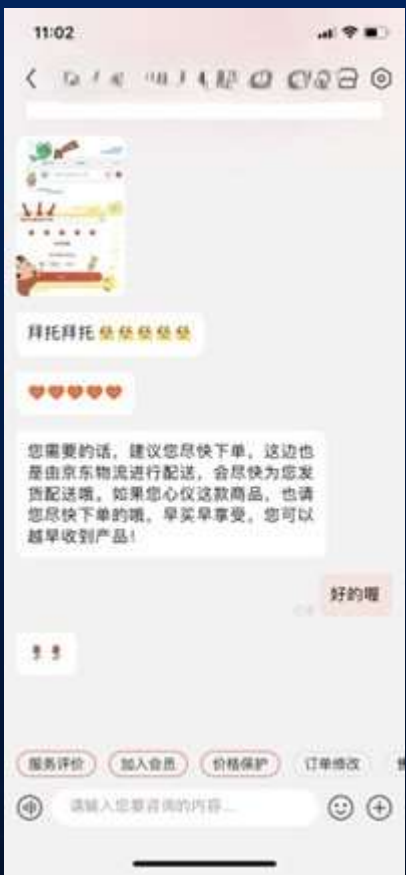 11:02
拜托拜托
您需要的话，建议您尽快下单，这边也
是由京东物流进行配送，会尽快为您发
货配送哦，如果您心仪这款商品，也请
您尽快下单的哦，早买早享受，您可以
越早收到产品！
好的喔
服务评价 加入会员 价格保护 订单修改
请输入您要咨询的内容...